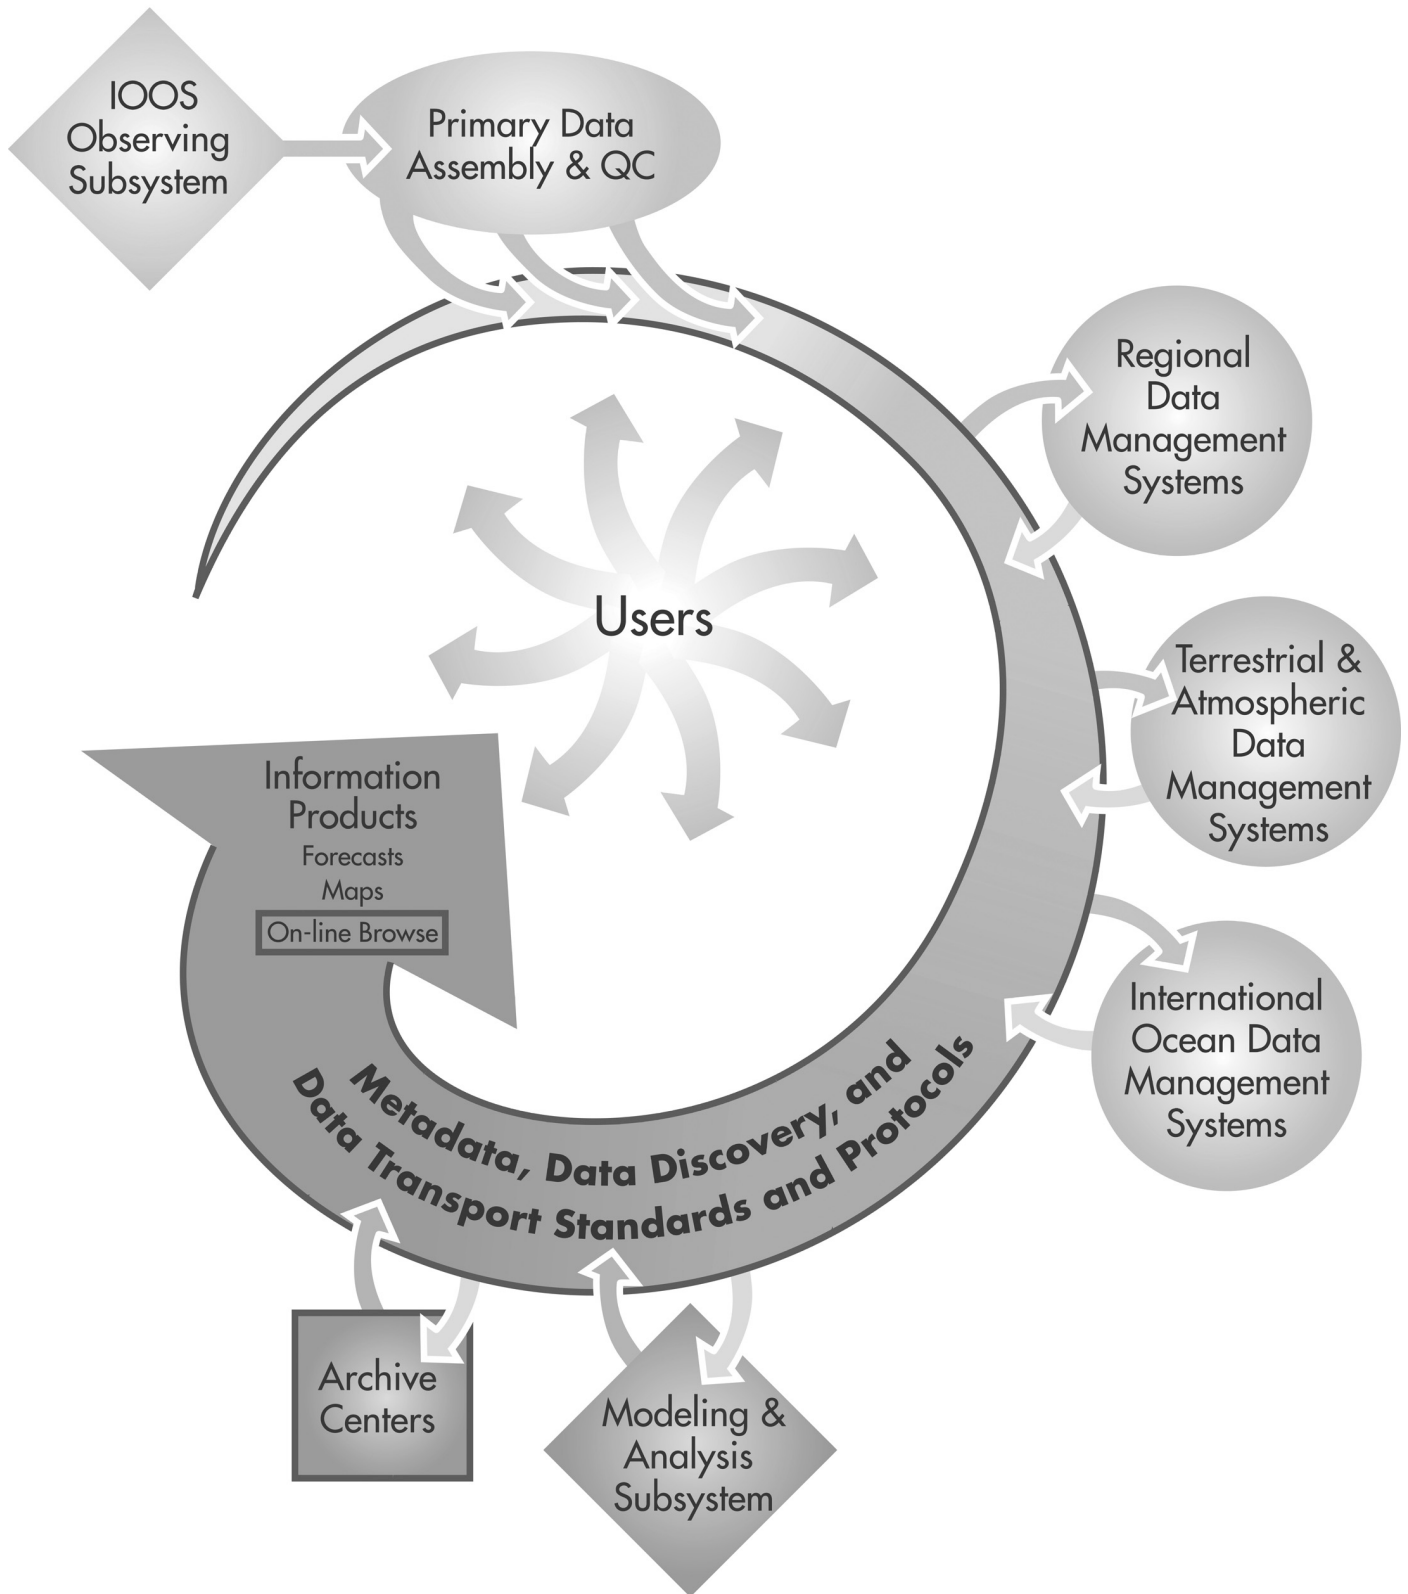 IOOS
Observing
Subsystem
Primary Data
Assembly & QC
Regional
Data
Management
Systems
Users
Terrestrial &
Atmospheric
Data
Management
Systems
Information
Products
Forecasts
Maps
On-line Browse
International
Ocean Data
Management
Systems
Metadata, Data Discovery, and
Data Transport Standards and Protocols
Archive
Centers
Modeling &
Analysis
Subsystem